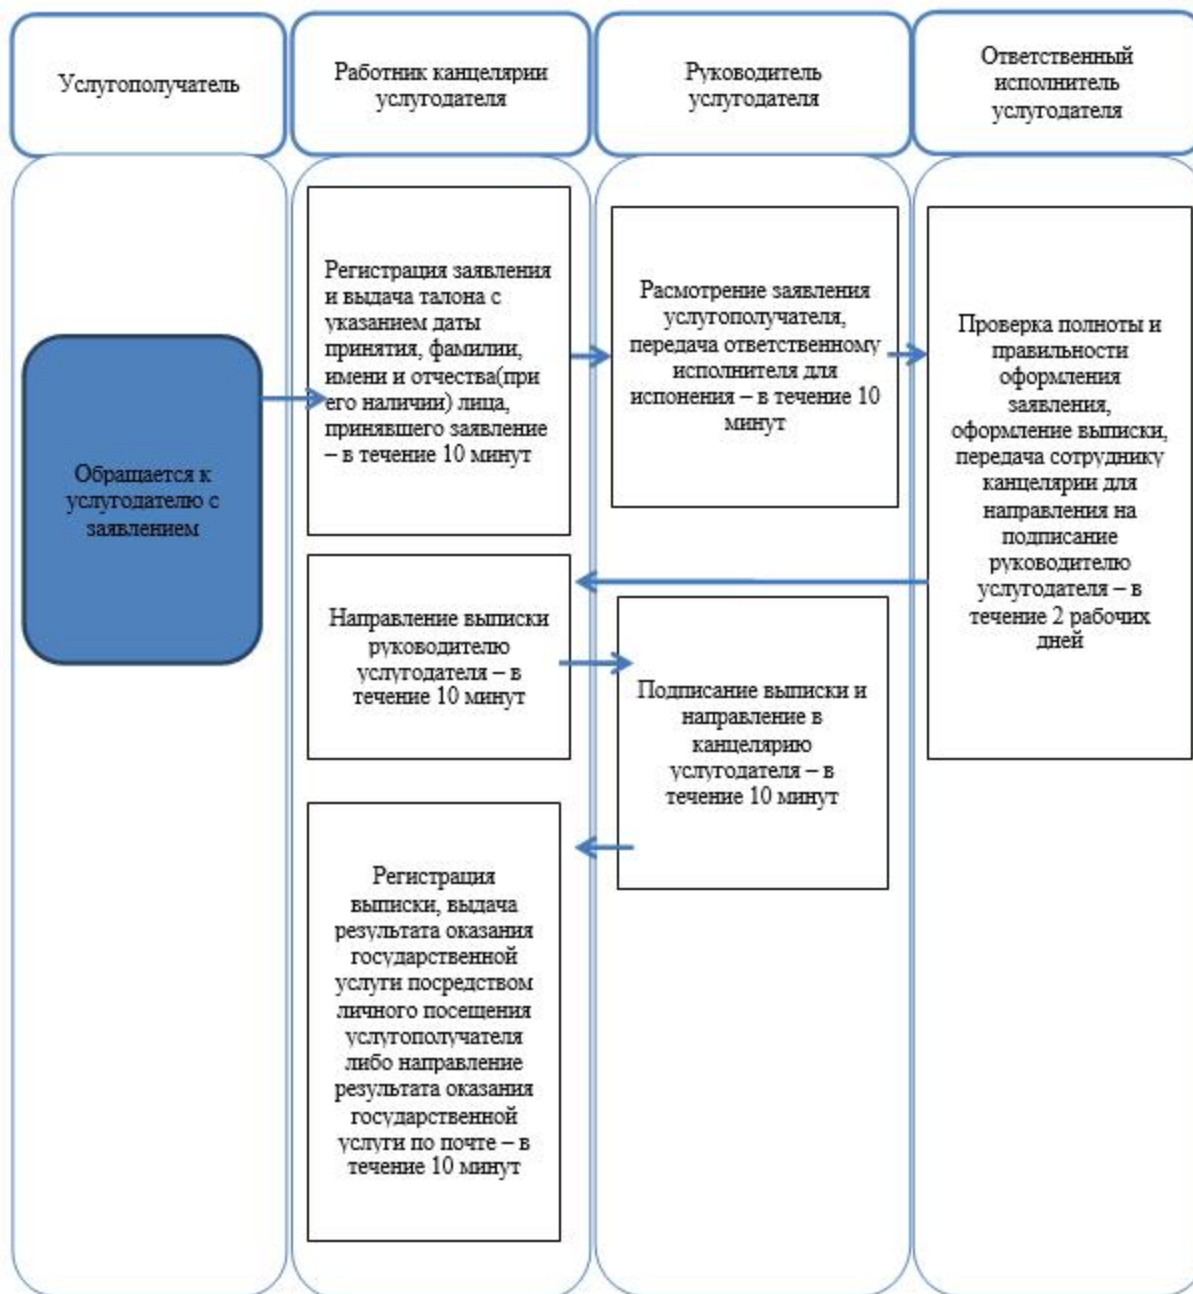 Услугополучатель
Работник канцелярии
услугодателя
Руководитель
услугодателя
Ответственный
исполнитель
услугодателя
Обращается к
услугодателю с
заявлением
Регистрация заявления
и выдача талона с
указанием даты
принятия, фамилии,
имени и отчества(при
его наличии) лица,
принявшего заявление
– в течение 10 минут
Расмотрение заявления
услугополучателя,
передача ответственному
исполнителя для
испонения – в течение 10
минут
Проверка полноты и
правильности
оформления
заявления,
оформление выписки,
передача сотруднику
канцелярии для
направления на
подписание
руководителю
услугодателя – в
течение 2 рабочих
дней
Направление выписки
руководителю
услугодателя – в
течение 10 минут
Подписание выписки и
направление в
канцелярию
услугодателя – в
течение 10 минут
Регистрация
выписки, выдача
результата оказания
государственной
услуги посредством
личного посещения
услугополучателя
либо направление
результата оказания
государственной
услуги по почте – в
течение 10 минут